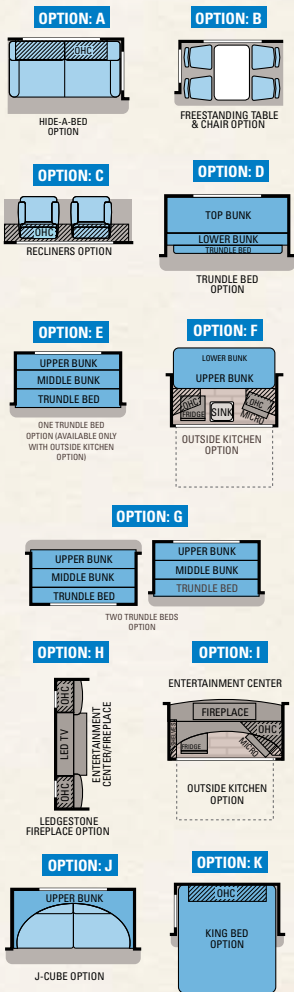 OPTION: A
OHC
HIDE-A-BED
OPTION
OPTION: B
FREESTANDING TABLE
& CHAIR OPTION
OPTION: C
OHC
RECLINERS OPTION
OPTION: D
TOP BUNK
LOWER BUNK
TRUNDLE BED
TRUNDLE BED
OPTION
OPTION: E
UPPER BUNK
MIDDLE BUNK
TRUNDLE BED
ONE TRUNDLE BED
OPTION (AVAILABLE ONLY
WITH OUTSIDE KITCHEN
OPTION)
OPTION: F
LOWER BUNK
UPPER BUNK
OHC
FRIDGE
SINK
OHC
MICRO
OUTSIDE KITCHEN
OPTION
OPTION: G
UPPER BUNK
MIDDLE BUNK
TRUNDLE BED
UPPER BUNK
MIDDLE BUNK
TRUNDLE BED
TWO TRUNDLE BEDS
OPTION
OPTION: H
OHC
LED TV
OHC
ENTERTAINMENT
CENTER/FIREPLACE
LEDGESTONE
FIREPLACE OPTION
OPTION: I
ENTERTAINMENT CENTER
FIREPLACE
FRIDGE
OHC
MICRO
OUTSIDE KITCHEN
OPTION
OPTION: J
UPPER BUNK
J-CUBE OPTION
OPTION: K
OHC
KING BED
OPTION